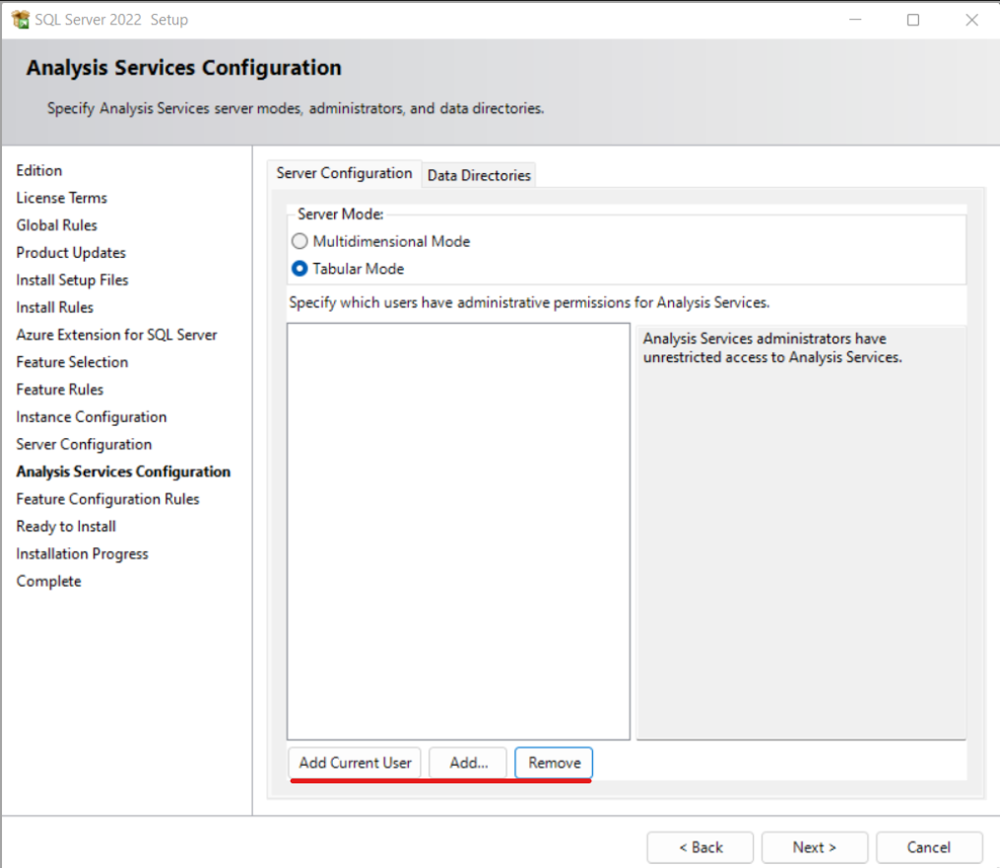 SQL Server 2022 Setup
Analysis Services Configuration
Specify Analysis Services server modes, administrators, and data directories.
Edition
License Terms
Global Rules
Product Updates
Install Setup Files
Install Rules
Azure Extension for SQL Server
Feature Selection
Feature Rules
Instance Configuration
Server Configuration
Analysis Services Configuration
Feature Configuration Rules
Ready to Install
Installation Progress
Complete
Server Configuration Data Directories
Server Mode:
Multidimensional Mode
Tabular Mode
Specify which users have administrative permissions for Analysis Services.
Analysis Services administrators have
unrestricted access to Analysis Services.
Add Current User Add... Remove
< Back Next > Cancel